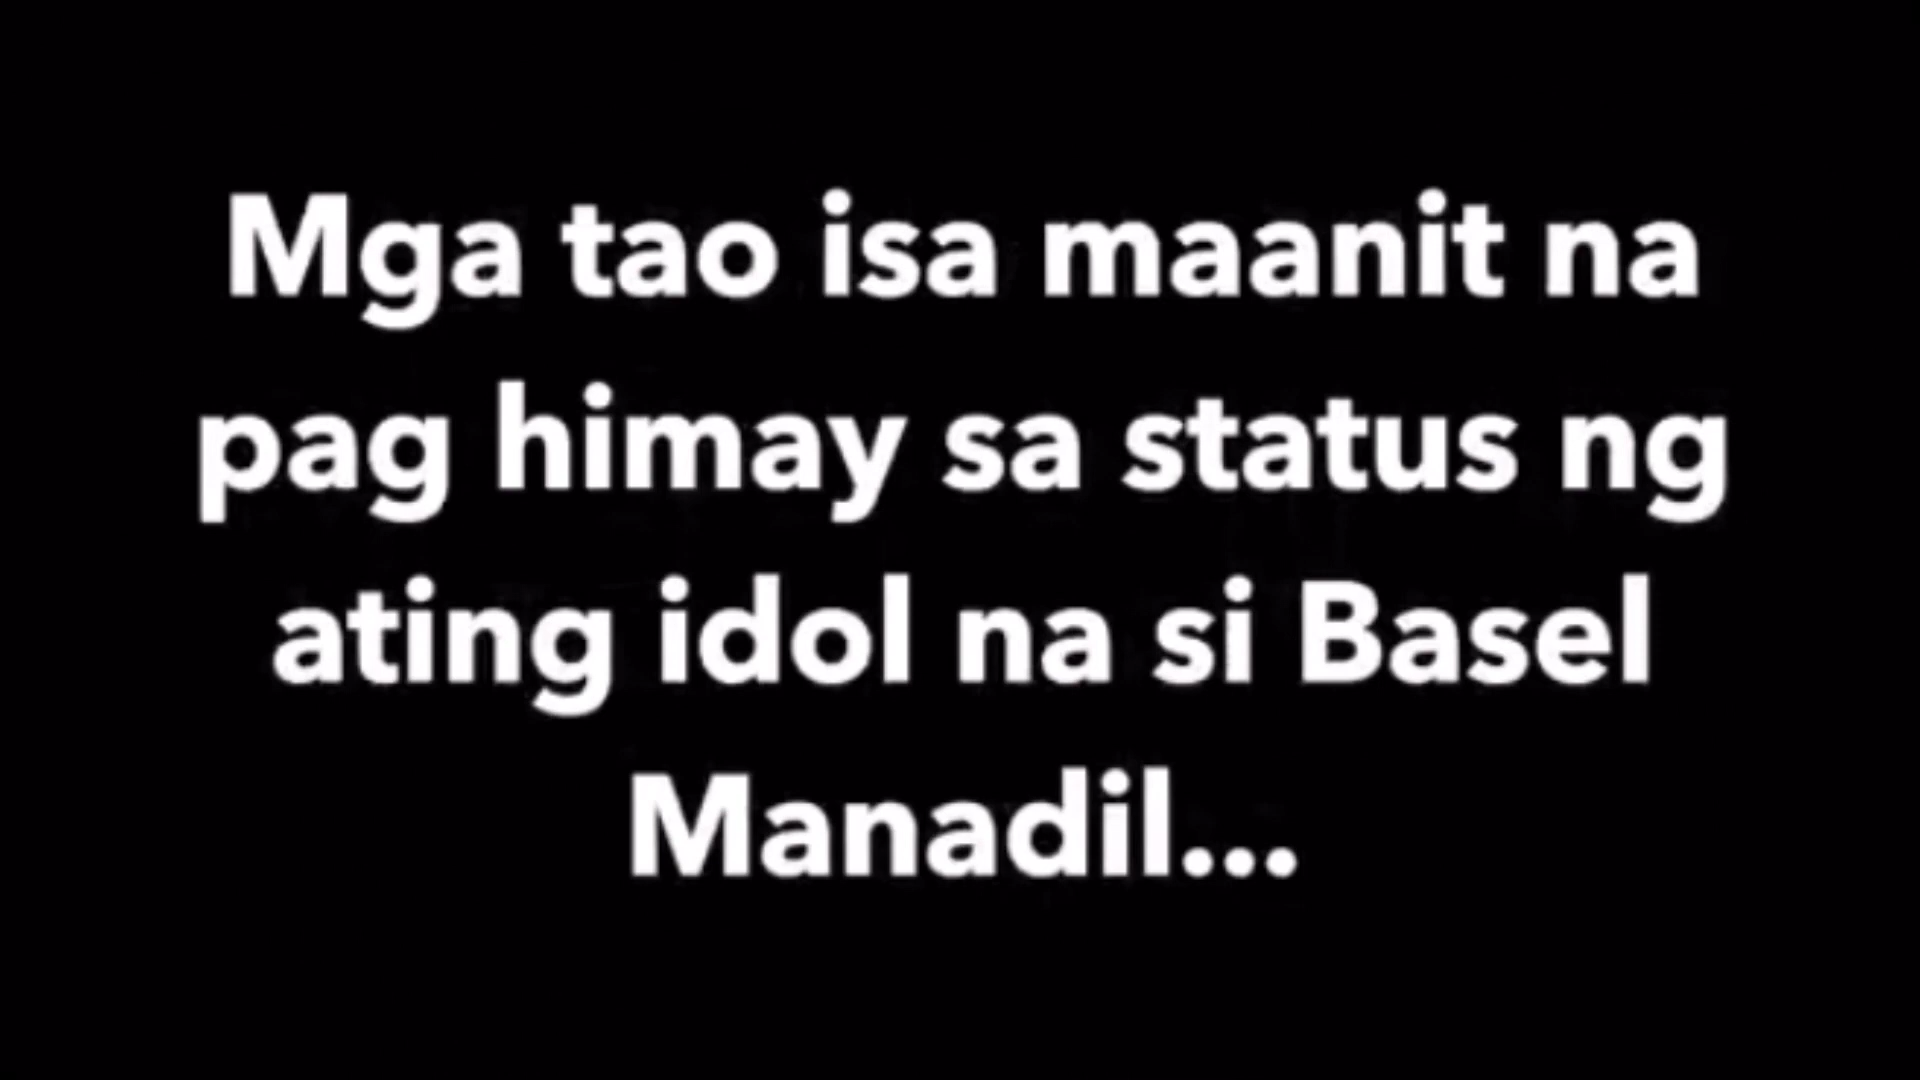 Mga tao isa maanit na
pag himay sa status ng
ating idol na si Basel
Manadil...